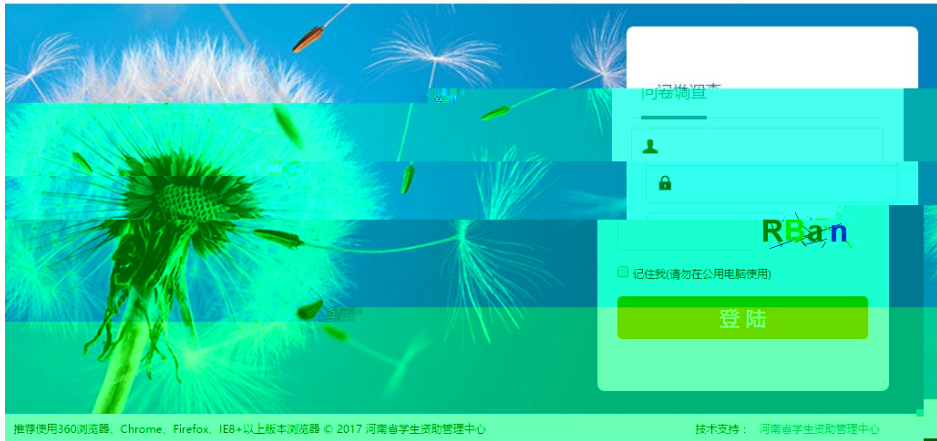 问卷调查
RBan
记住我(请勿在公用电脑使用)
登 陆
推荐使用360浏览器、Chrome、Firefox、IE8+以上版本浏览器 © 2017 河南省学生资助管理中心
技术支持： 河南省学生资助管理中心